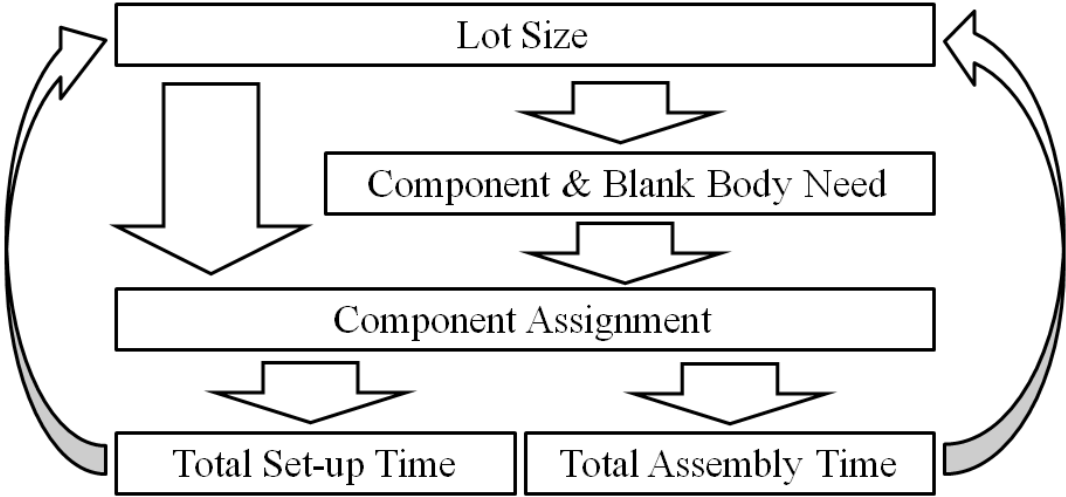 Lot Size
Component & Blank Body Need
Component Assignment
Total Set-up Time
Total Assembly Time